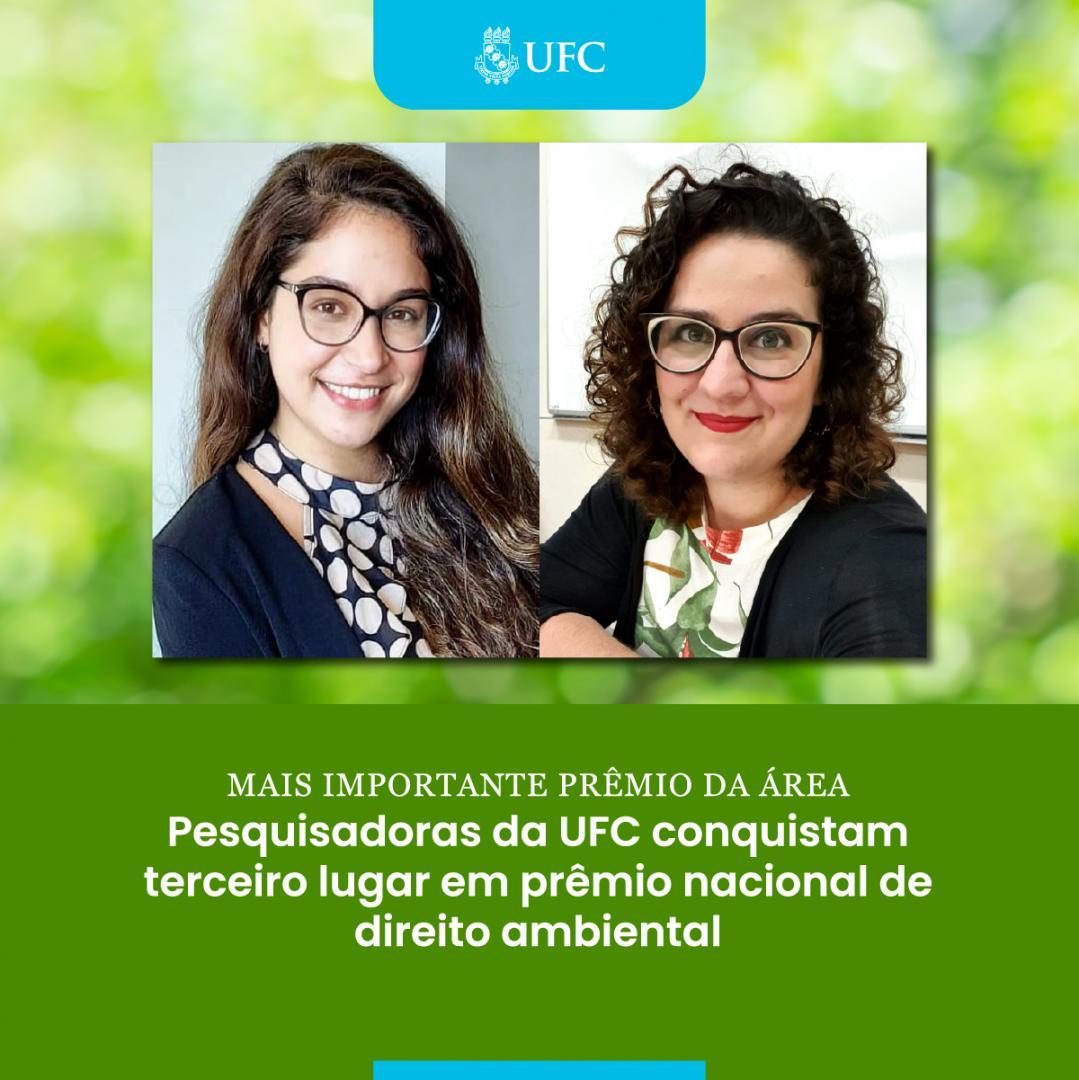 UFC
MAIS IMPORTANTE PRÊMIO DA ÁREA
Pesquisadoras da UFC conquistam
terceiro lugar em prêmio nacional de
direito ambiental